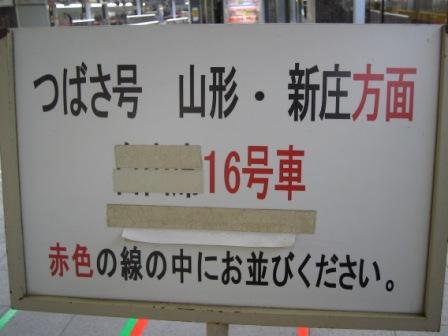 つばさ号 山形・新庄方面
16号車
赤色の線の中にお並びください。